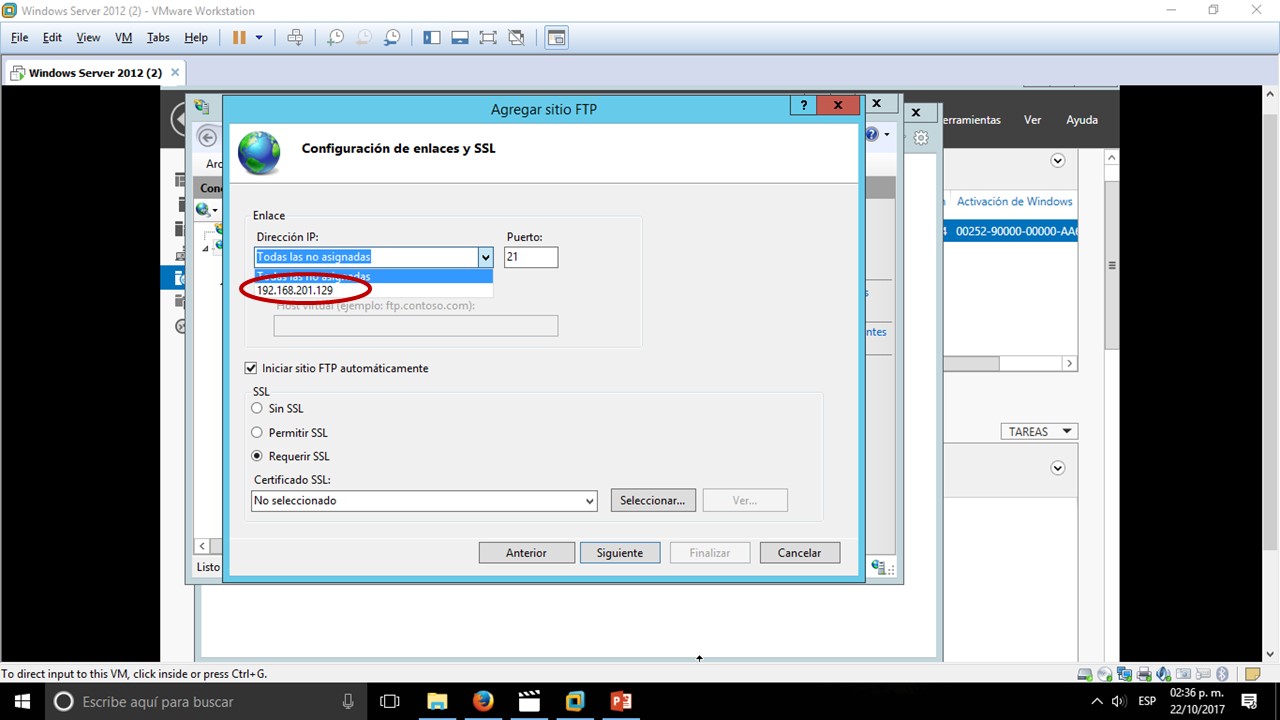 Windows Server 2012 (2) - VMware Workstation
File Edit View VM Tabs Help
Windows Server 2012 (2)
Agregar sitio FTP
?
erramientas Ver Ayuda
Configuración de enlaces y SSL
Arc
Cone
Activación de Windows
00252-90000-00000-AA6
Enlace
Dirección IP:
Puerto:
Todas las no asignadas
21
Todas las no asignadas
192.168.201.129
Host virtual (ejemplo: ftp.contoso.com):
entes
Iniciar sitio FTP automáticamente
SSL
Sin SSL
Permitir SSL
Requerir SSL
TAREAS
Certificado SSL:
No seleccionado
Seleccionar...
Ver...
Anterior
Siguiente
Finalizar
Cancelar
Listo
To direct input to this VM, click inside or press Ctrl+G.
Escribe aquí para buscar
ESP
02:36 p. m.
22/10/2017